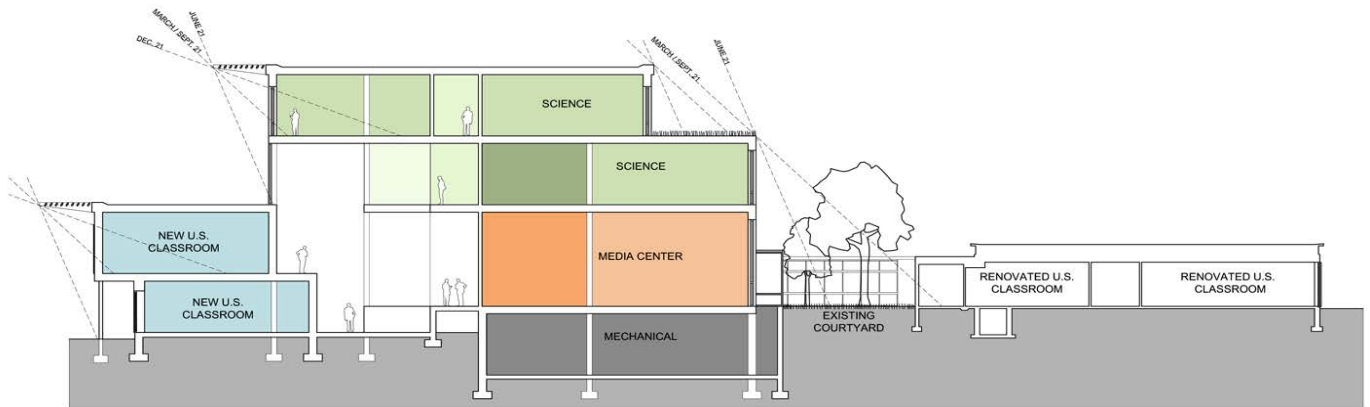 JUNE 21
MARCH / SEPT. 21
DEC. 21
JUNE 21
MARCH / SEPT. 21
SCIENCE
SCIENCE
NEW U.S.
CLASSROOM
MEDIA CENTER
RENOVATED U.S.
CLASSROOM
RENOVATED U.S.
CLASSROOM
NEW U.S.
CLASSROOM
EXISTING
COURTYARD
MECHANICAL